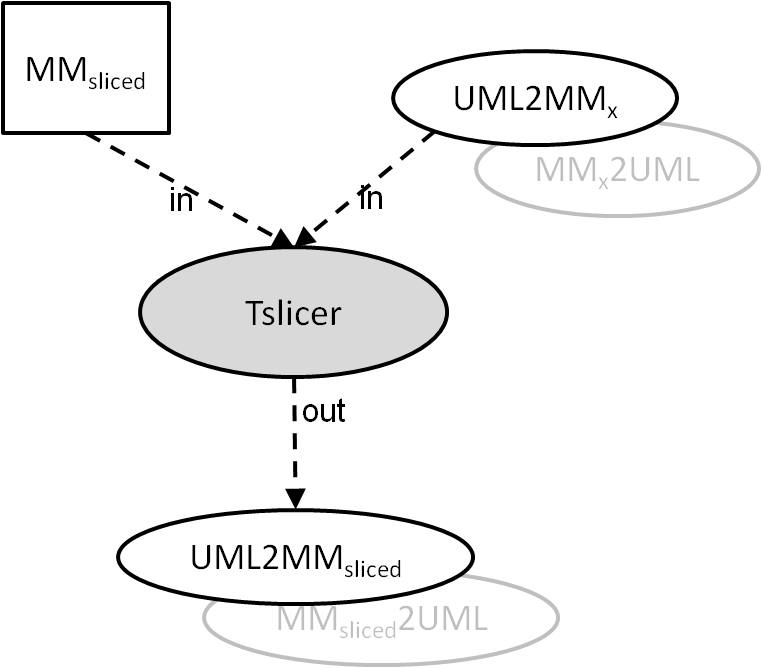 MMsliced
UML2MMx
MMx2UML
in
in
Tslicer
out
UML2MMsliced
MMsliced2UML